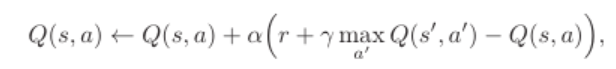 Q(s, a) ← Q(s, a) + α(r + γ max_{a′} Q(s′, a′) − Q(s, a)),